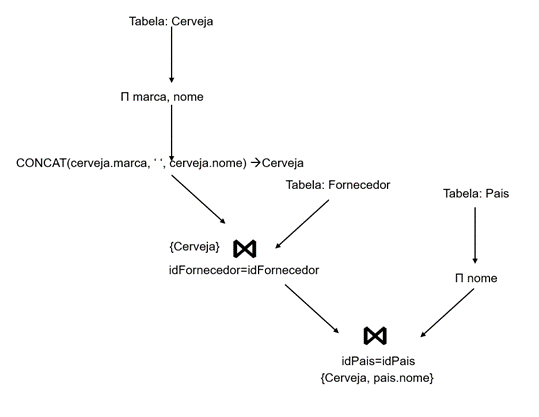 Tabela: Cerveja
Π marca, nome
CONCAT(cerveja.marca, ' ', cerveja.nome) →Cerveja
Tabela: Fornecedor
Tabela: Pais
{Cerveja} ⋈
idFornecedor=idFornecedor
Π nome
⋈
idPais=idPais
{Cerveja, pais.nome}